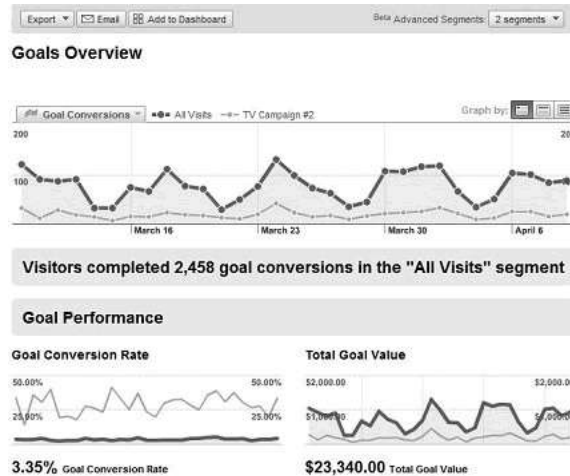 Export Email Add to Dashboard Beta Advanced Segments: 2 segments
Goals Overview
Goal Conversions All Visits TV Campaign #2 Graph by:
200 20
100
March 16 March 23 March 30 April 6
Visitors completed 2,458 goal conversions in the "All Visits" segment
Goal Performance
Goal Conversion Rate Total Goal Value
50.00% 50.00% $2,000.00 $2,000.0
25.00% 25.00%
3.35% Goal Conversion Rate $23,340.00 Total Goal Value